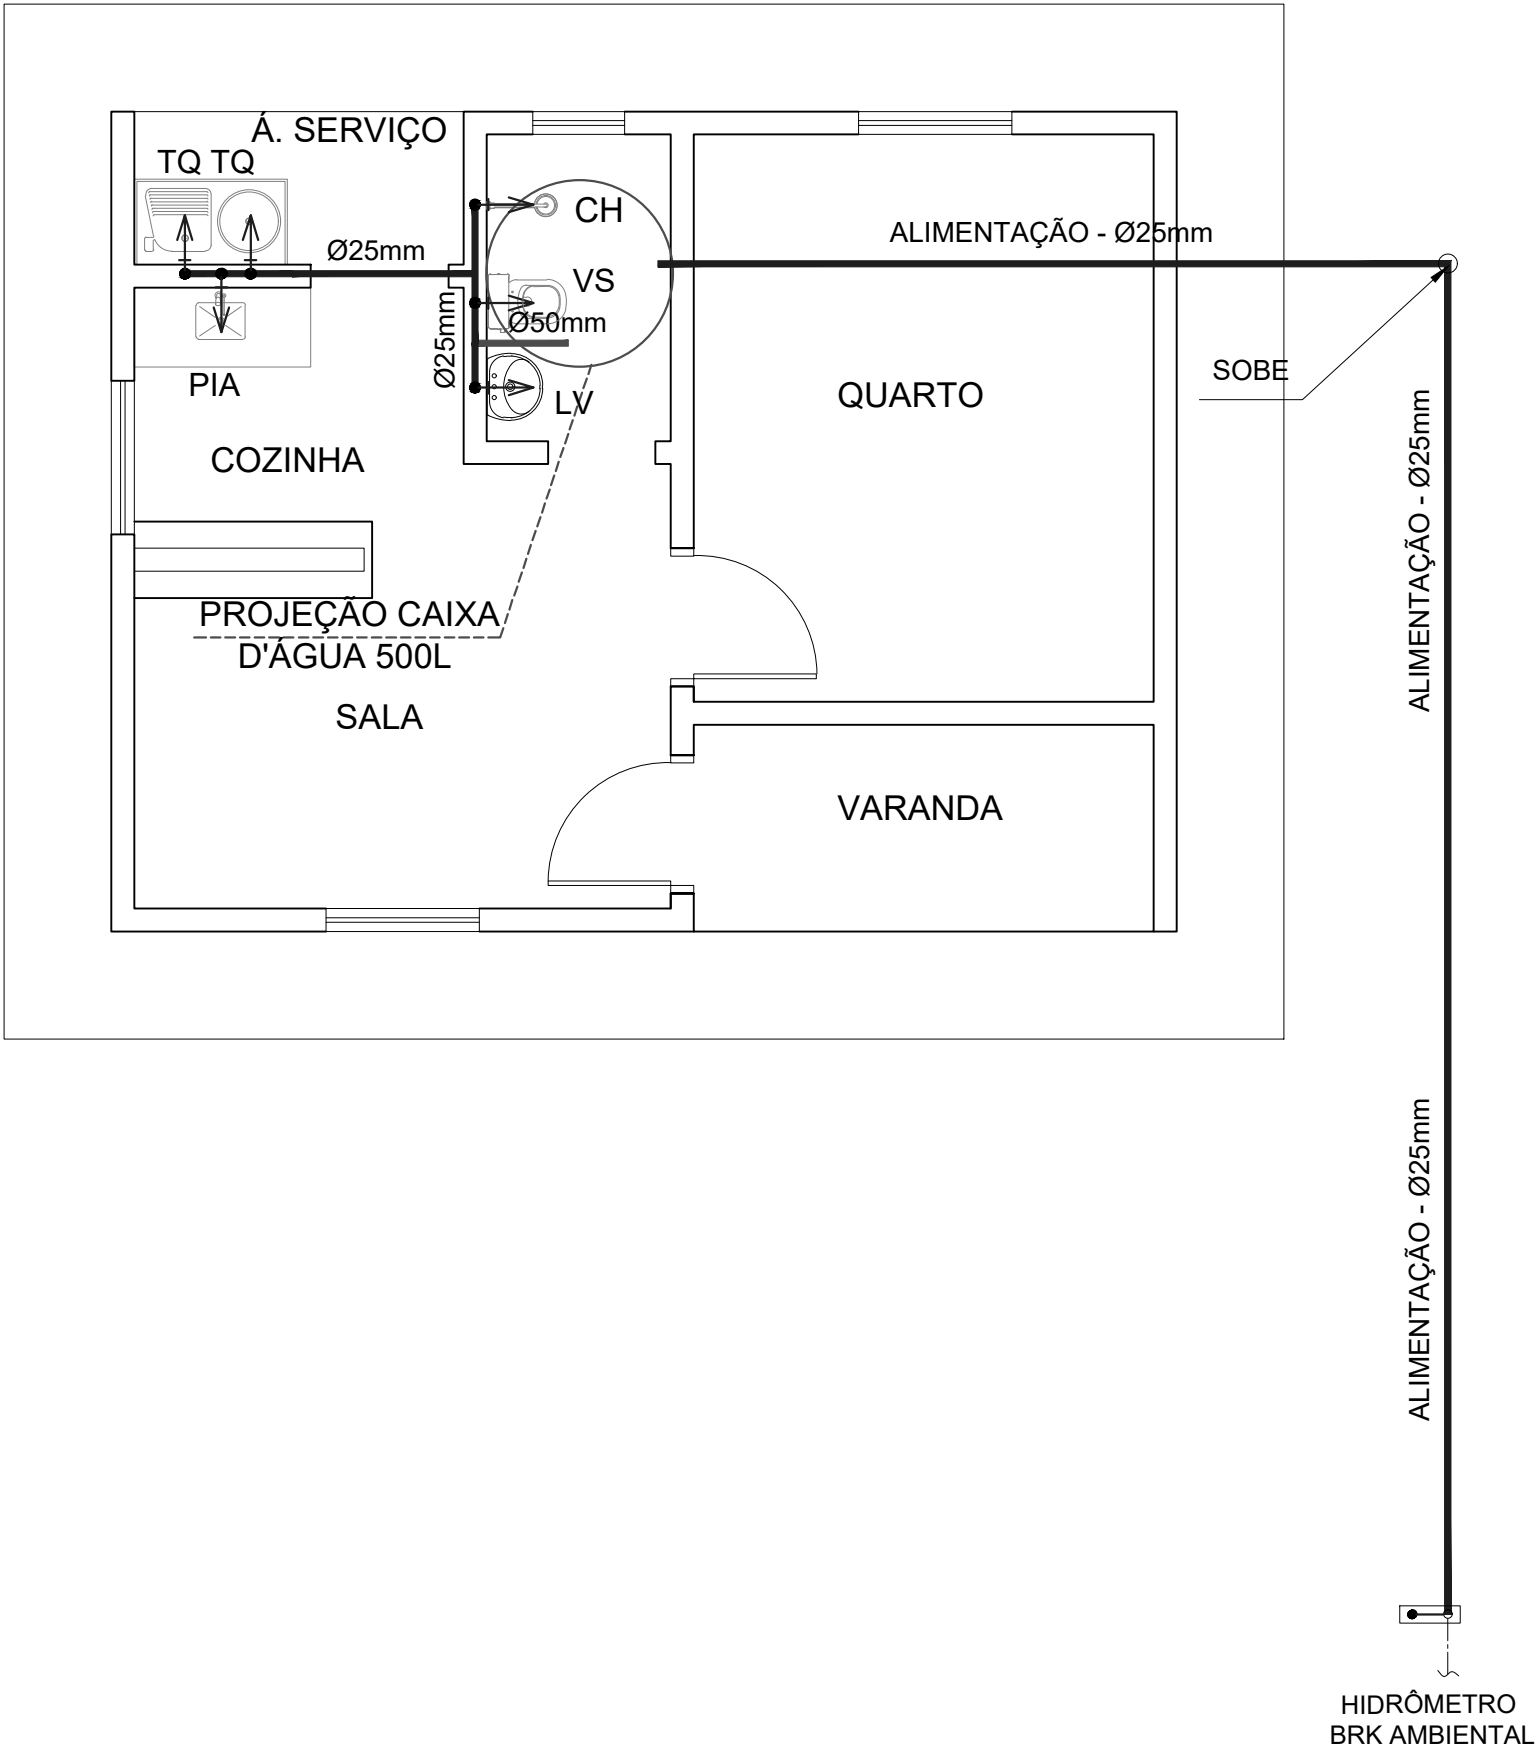 Á. SERVIÇO
TQ TQ
CH
ALIMENTAÇÃO - Ø25mm
Ø25mm
VS
Ø50mm
Ø25mm
SOBE
PIA
LV
QUARTO
COZINHA
ALIMENTAÇÃO - Ø25mm
PROJEÇÃO CAIXA
D'ÁGUA 500L
SALA
VARANDA
ALIMENTAÇÃO - Ø25mm
HIDRÔMETRO
BRK AMBIENTAL